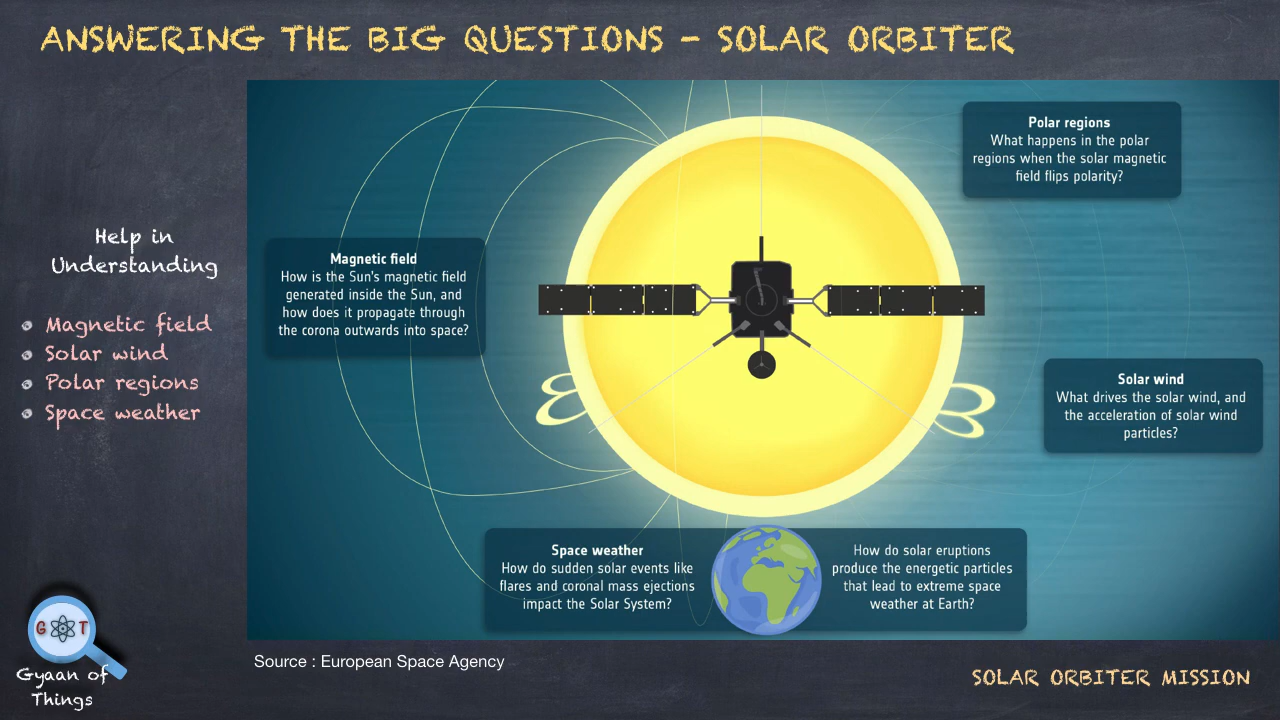 ANSWERING THE BIG QUESTIONS - SOLAR ORBITER
Help in
Understanding
Magnetic field
Solar wind
Polar regions
Space weather
Polar regions
What happens in the polar
regions when the solar magnetic
field flips polarity?
Magnetic field
How is the Sun's magnetic field
generated inside the Sun, and
how does it propagate through
the corona outwards into space?
Solar wind
What drives the solar wind, and
the acceleration of solar wind
particles?
Space weather
How do sudden solar events like
flares and coronal mass ejections
impact the Solar System?
How do solar eruptions
produce the energetic particles
that lead to extreme space
weather at Earth?
G T
Gyaan of
Things
Source : European Space Agency
SOLAR ORBITER MISSION